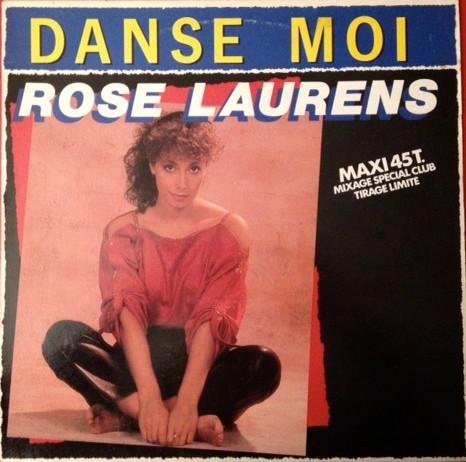 DANSE MOI
ROSE LAURENS
MAXI 45 T.
MIXAGE SPECIAL CLUB
TIRAGE LIMITE